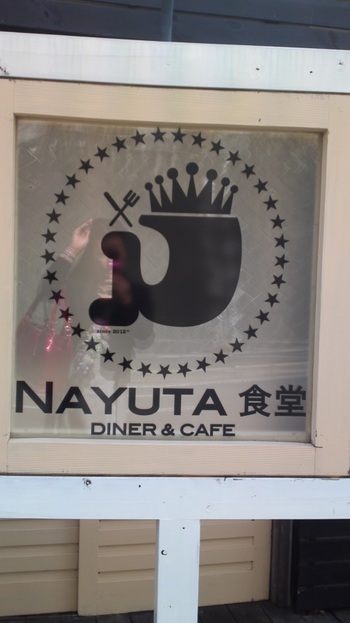 NAYUTA 食堂
DINER & CAFE